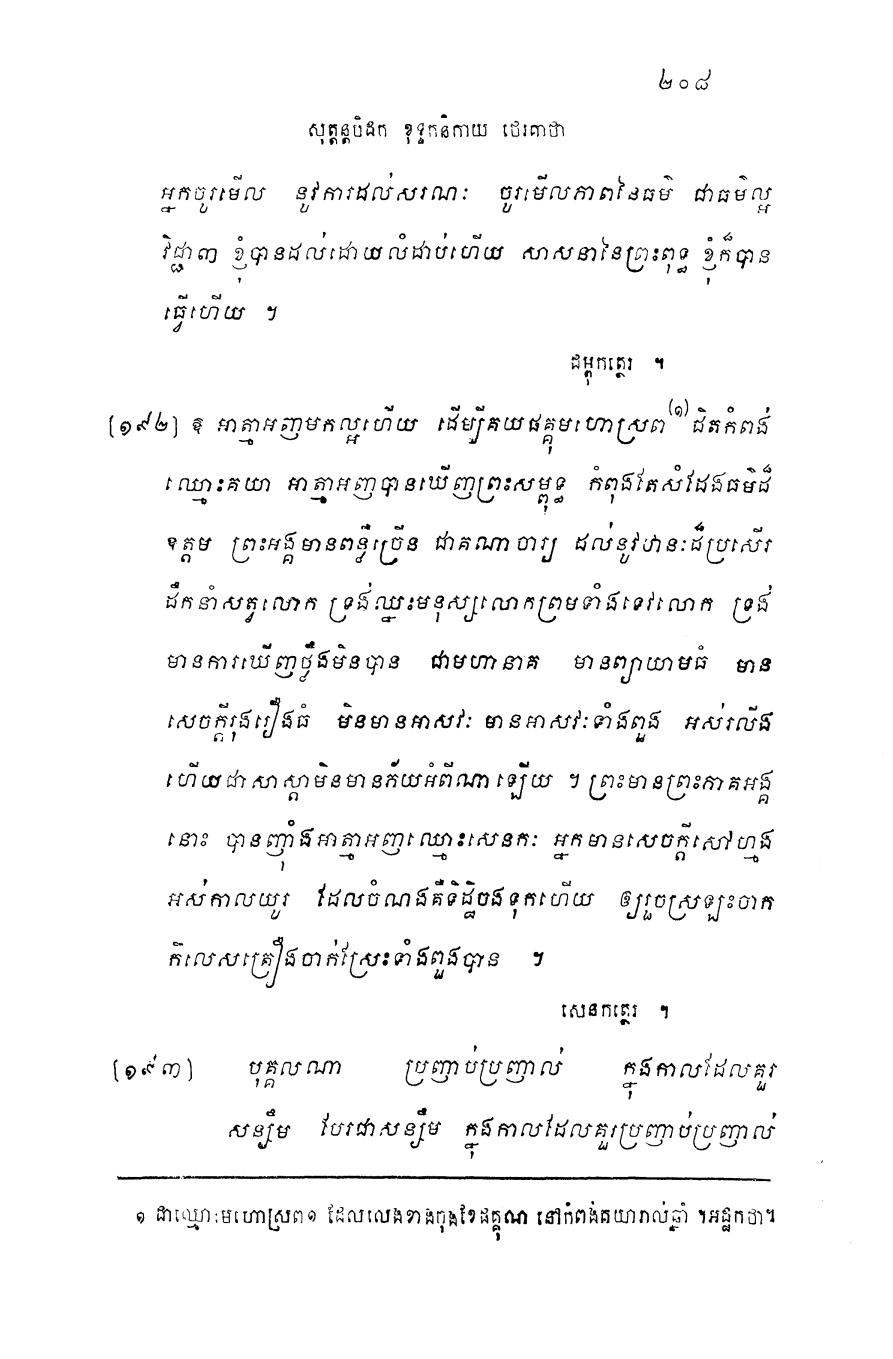 ២០៨
សុត្តន្តបិដក ខុទ្ទកនិកាយ ថេរគាថា
អ្នកចូរមើល នូវការដល់សរណៈ ចូរមើលភាពនៃធម៌ ជាធម៌ល្អ
វិជ្ជា៣ ខ្ញុំបានដល់ដោយលំដាប់ហើយ សាសនានៃព្រះពុទ្ធ ខ្ញុំក៏បាន
ធ្វើហើយ ។
ជម្ពុកត្ថេរ ។
[១៩២] ឱ អាត្មាអញមកល្អហើយ ដើម្បីគយផគ្គុមហោស្រព(១) ជិតកំពង់
ឈ្មោះគយា អាត្មាអញបានឃើញព្រះសម្ពុទ្ធ កំពុងតែសំដែងធម៌ដ៏
ឧត្តម ព្រះអង្គមានពន្លឺច្រើន ជាគណាចារ្យ ដល់នូវឋានៈដ៏ប្រសើរ
ដឹកនាំសត្វលោក ទ្រង់ឈ្នះមនុស្សលោកព្រមទាំងទេវលោក ទ្រង់
មានការឃើញថ្លឹងមិនបាន ជាមហានាគ មានព្យាយាមធំ មាន
សេចក្តីរុងរឿងធំ មិនមានអាសវៈ មានអាសវៈទាំងពួង អស់រលីង
ហើយជាសាស្តាមិនមានភ័យអំពីណាឡើយ ។ ព្រះមានព្រះភាគអង្គ
នោះ បានញ៉ាំងអាត្មាអញឈ្មោះសេនកៈ អ្នកមានសេចក្តីសៅហ្មង
អស់កាលយូរ ដែលចំណងគឺទិដ្ឋិចងទុកហើយ ឲ្យរួចស្រឡះចាក
កិលេសគ្រឿងចាក់ស្រែះទាំងពួងបាន ។
សេនកត្ថេរ ។
[១៩៣] បុគ្គលណា ប្រញាប់ប្រញាល់ ក្នុងកាលដែលគួរ
សន្សឹម បែរជាសន្សឹម ក្នុងកាលដែលគួរប្រញាប់ប្រញាល់
១ ជាឈ្មោះមហោស្រព១ ដែលលេងខាងក្នុងខែផគ្គុណ នៅកំពង់គយារាល់ឆ្នាំ ។អដ្ឋកថា។